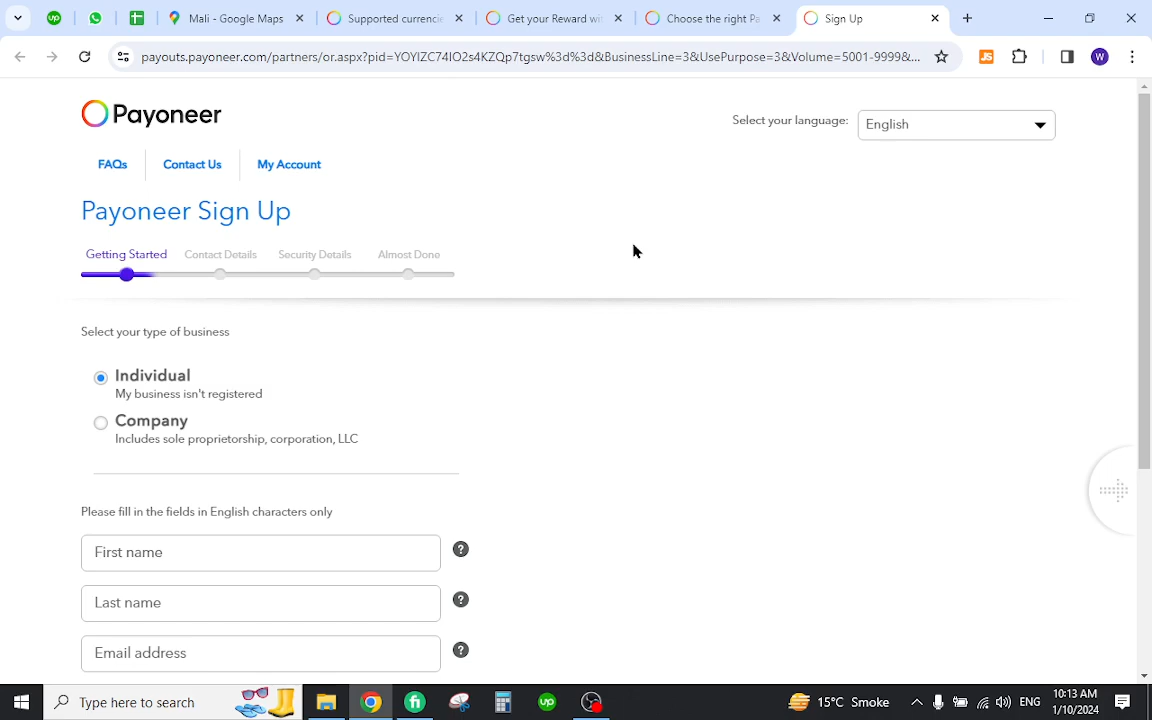 Mali - Google Maps
Supported currencie
Get your Reward wi
Choose the right Pa
Sign Up
payouts.payoneer.com/partners/or.aspx?pid=YOYIZC74IO2s4KZQp7tgsw%3d%3d&BusinessLine=3&UsePurpose=3&Volume=5001-9999&...
JS
W
Payoneer
Select your language:
English
FAQs
Contact Us
My Account
Payoneer Sign Up
Getting Started
Contact Details
Security Details
Almost Done
Select your type of business
Individual
My business isn't registered
Company
Includes sole proprietorship, corporation, LLC
Please fill in the fields in English characters only
First name
?
Last name
?
Email address
?
Type here to search
fi
up
15°C Smoke
ENG
10:13 AM
1/10/2024